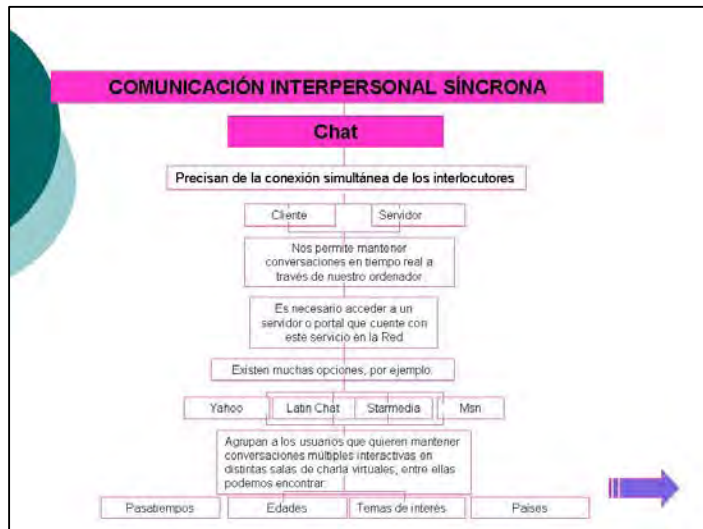 COMUNICACIÓN INTERPERSONAL SÍNCRONA
Chat
Precisan de la conexión simultánea de los interlocutores
Cliente
Servidor
Nos permite mantener
conversaciones en tiempo real a
través de nuestro ordenador
Es necesario acceder a un
servidor o portal que cuente con
este servicio en la Red
Existen muchas opciones, por ejemplo:
Yahoo
Latin Chat
Starmedia
Msn
Agrupan a los usuarios que quieren mantener
conversaciones múltiples interactivas en
distintas salas de charla virtuales, entre ellas
podemos encontrar:
Pasatiempos
Edades
Temas de interés
Países